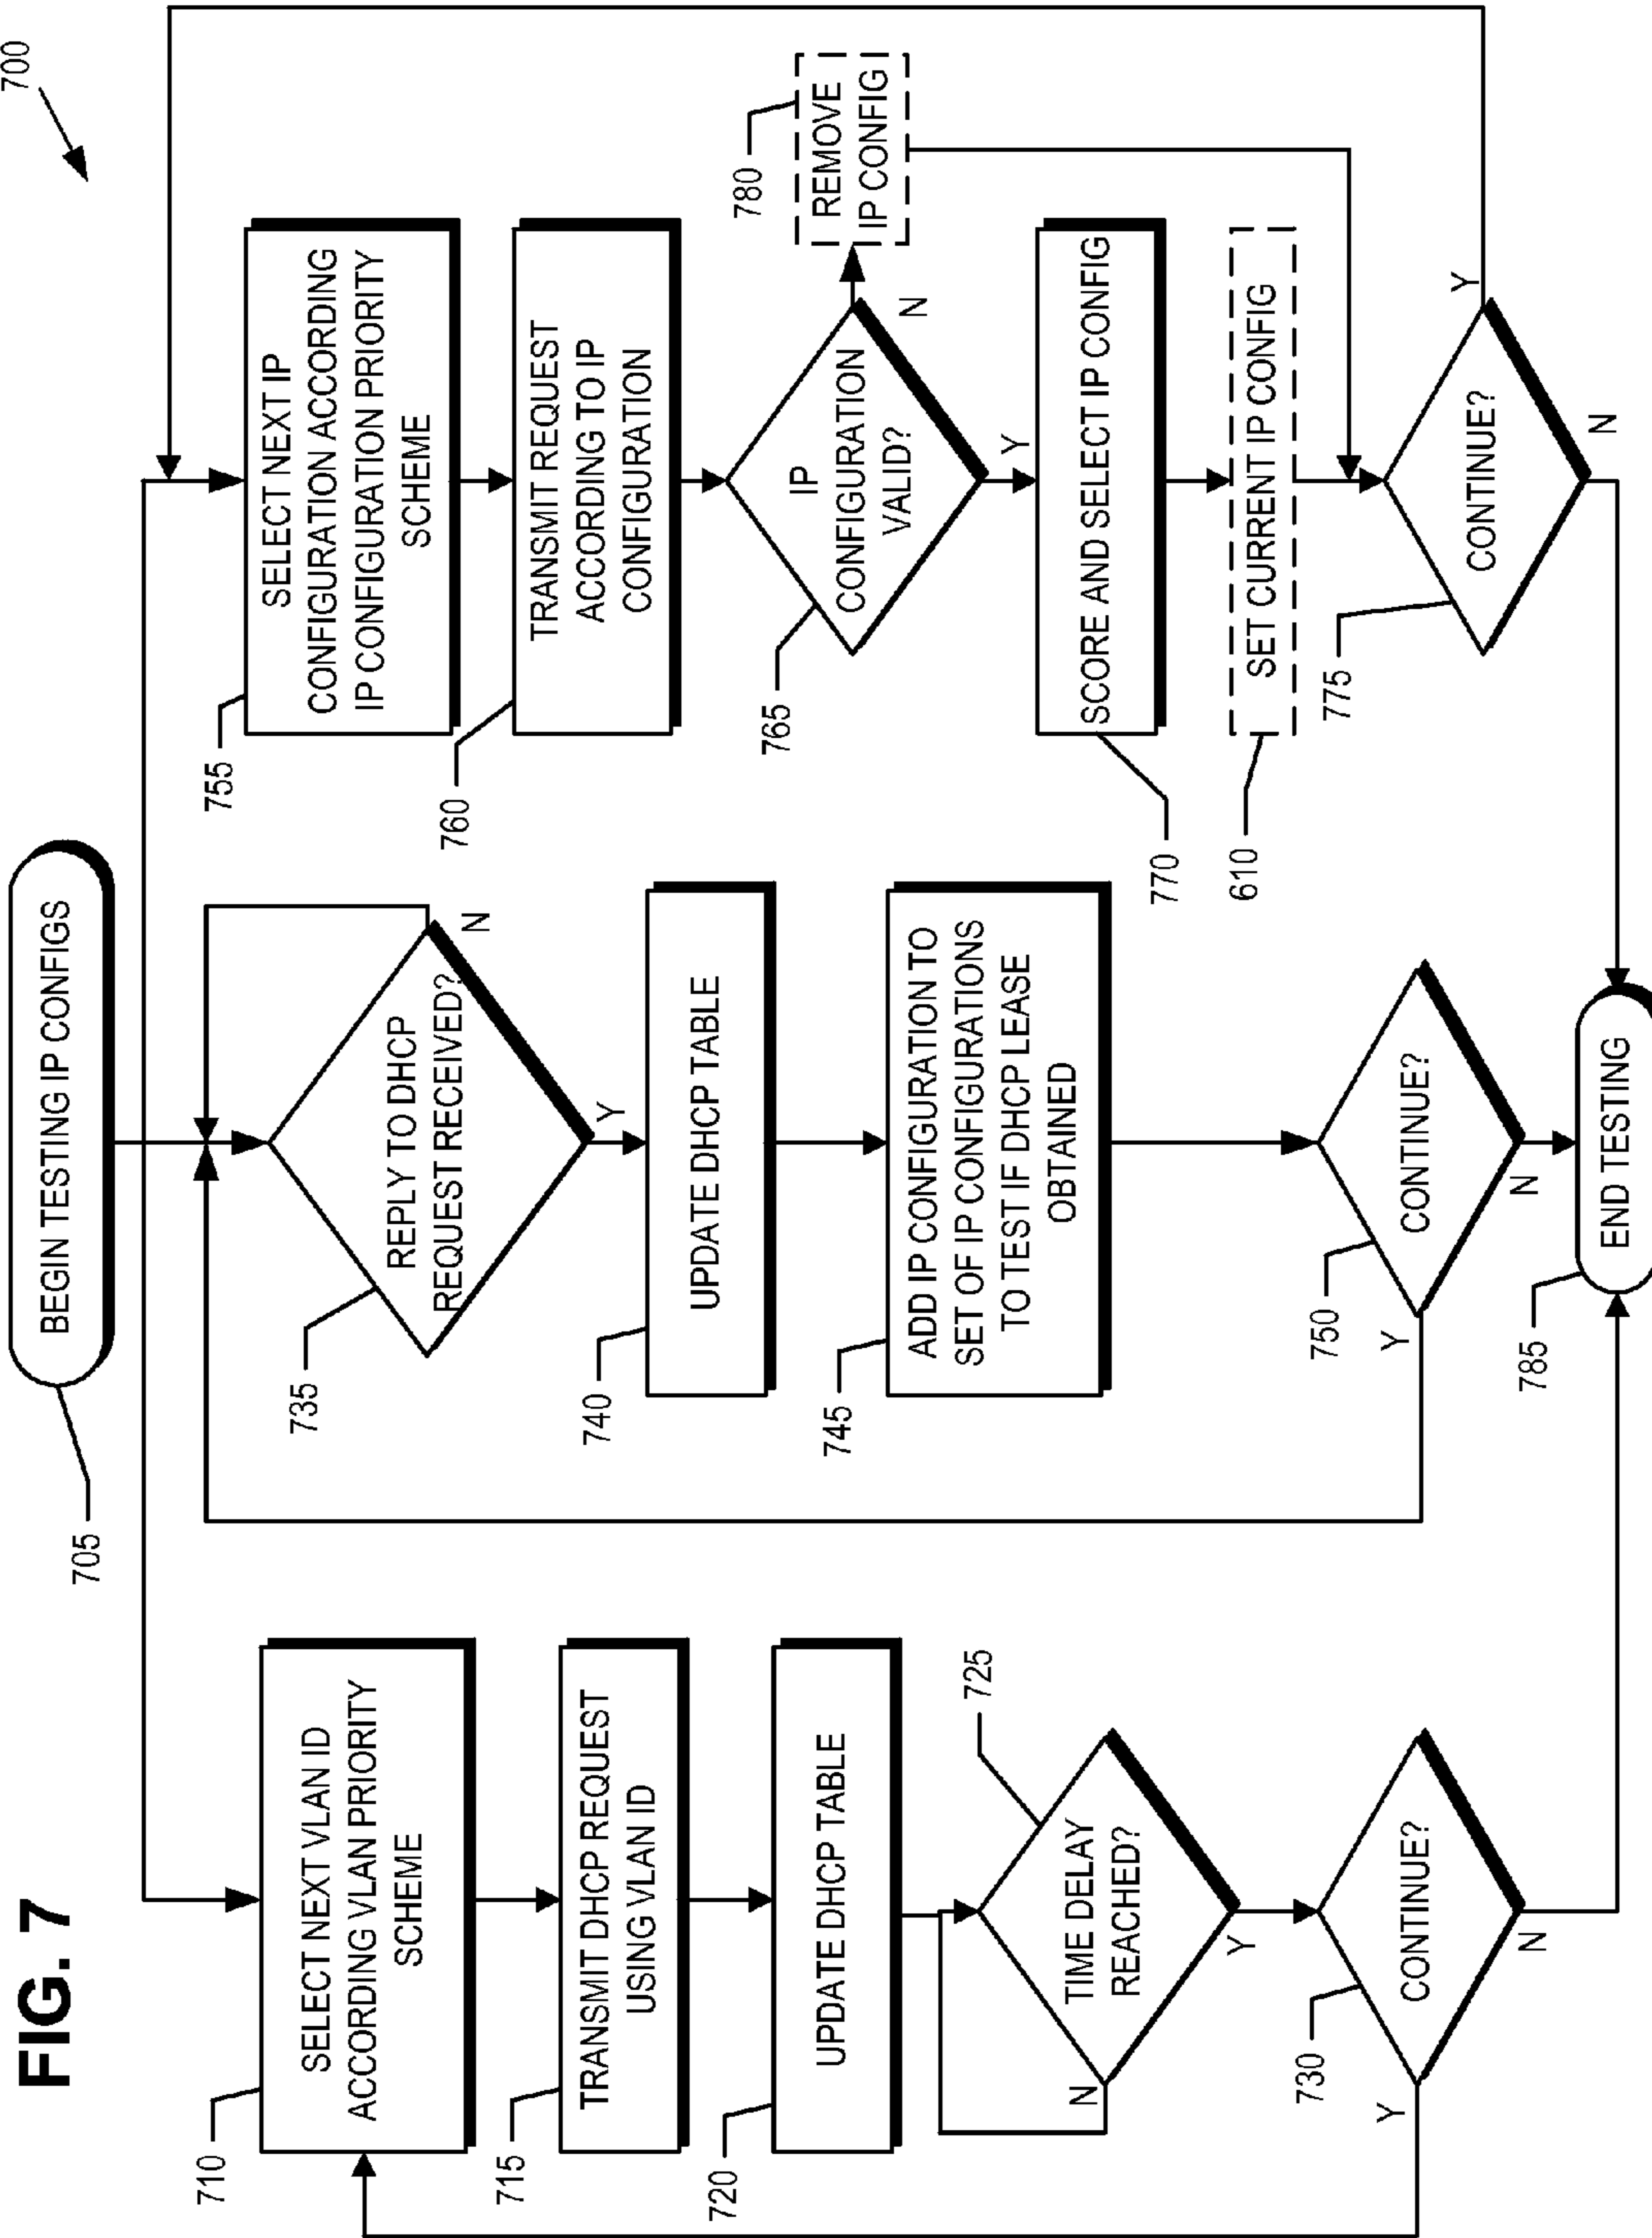 FIG. 7
700
BEGIN TESTING IP CONFIGS
705
SELECT NEXT VLAN ID
ACCORDING VLAN PRIORITY
SCHEME
710
TRANSMIT DHCP REQUEST
USING VLAN ID
715
UPDATE DHCP TABLE
720
TIME DELAY
REACHED?
725
N
Y
CONTINUE?
730
Y
N
REPLY TO DHCP
REQUEST RECEIVED?
735
N
Y
UPDATE DHCP TABLE
740
ADD IP CONFIGURATION TO
SET OF IP CONFIGURATIONS
TO TEST IF DHCP LEASE
OBTAINED
745
CONTINUE?
750
Y
N
SELECT NEXT IP
CONFIGURATION ACCORDING
IP CONFIGURATION PRIORITY
SCHEME
755
TRANSMIT REQUEST
ACCORDING TO IP
CONFIGURATION
760
IP
CONFIGURATION
VALID?
765
N
Y
REMOVE
IP CONFIG
780
SCORE AND SELECT IP CONFIG
770
SET CURRENT IP CONFIG
610
CONTINUE?
775
Y
N
END TESTING
785